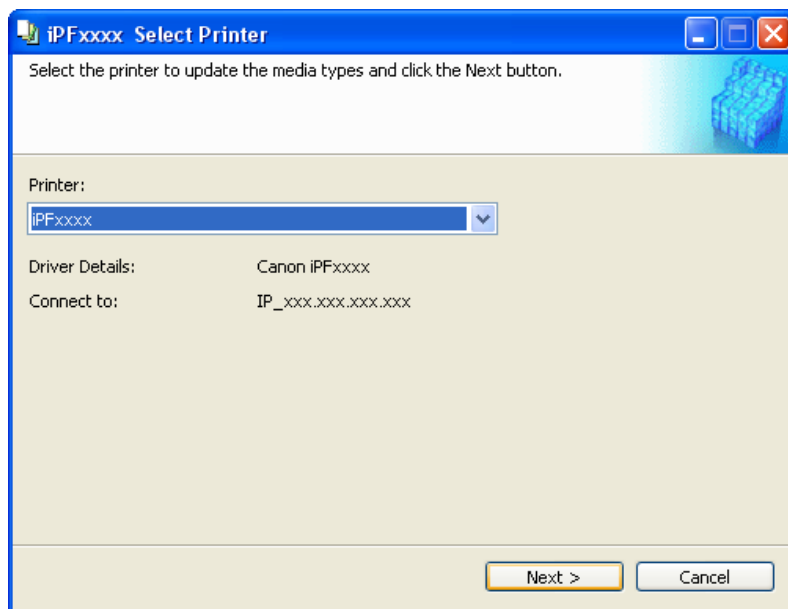 iPFxxxx Select Printer
Select the printer to update the media types and click the Next button.
Printer:
iPFxxxx
Driver Details: Canon iPFxxxx
Connect to: IP_xxx.xxx.xxx.xxx
Next > Cancel